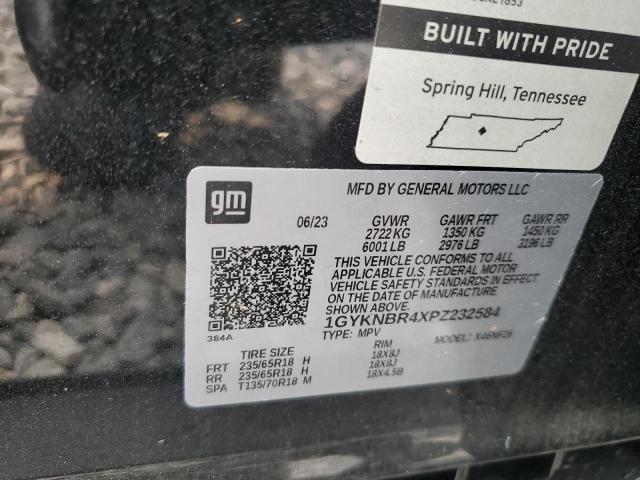 BUILT WITH PRIDE
Spring Hill, Tennessee
gm
MFD BY GENERAL MOTORS LLC
06/23 GVWR GAWR FRT GAWR RR
2722 KG 1350 KG 1450 KG
6001 LB 2976 LB 3196 LB
THIS VEHICLE CONFORMS TO ALL
APPLICABLE U.S. FEDERAL MOTOR
VEHICLE SAFETY STANDARDS IN EFFECT
ON THE DATE OF MANUFACTURE
SHOWN ABOVE.
1GYKNBR4XPZ232584
384A
TYPE: MPV MODEL: X46NF26
TIRE SIZE RIM
FRT 235/65R18 H 18X8J
RR 235/65R18 H 18X8J
SPA T135/70R18 M 18X4.5B